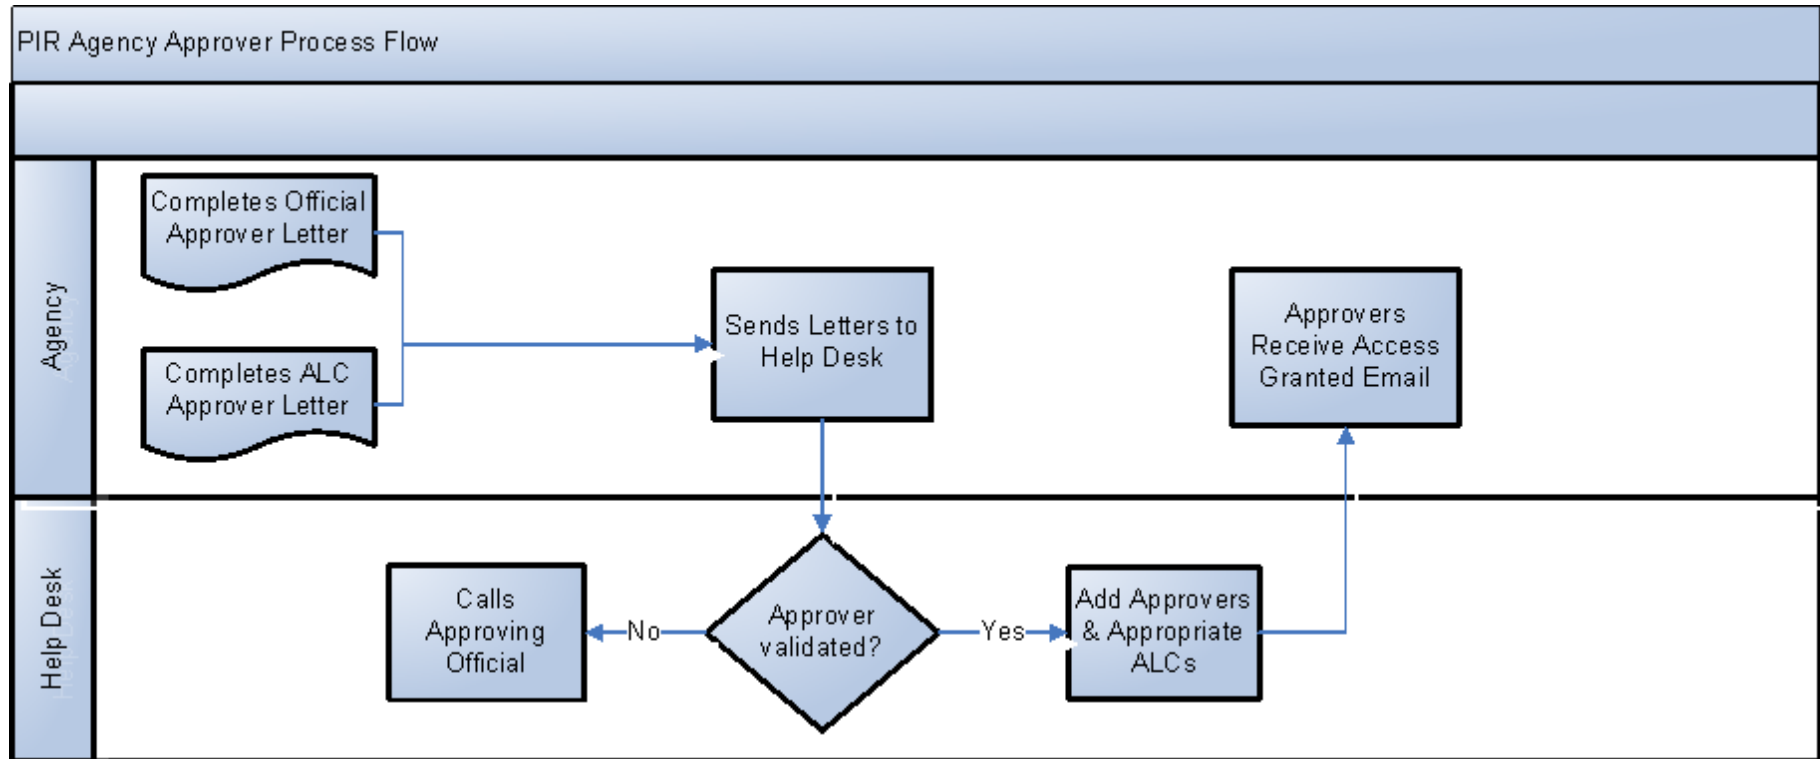 PIR Agency Approver Process Flow
Agency
Completes Official
Approver Letter
Completes ALC
Approver Letter
Sends Letters to
Help Desk
Approvers
Receive Access
Granted Email
Help Desk
Calls
Approving
Official
No
Approver
validated?
Yes
Add Approvers
& Appropriate
ALCs